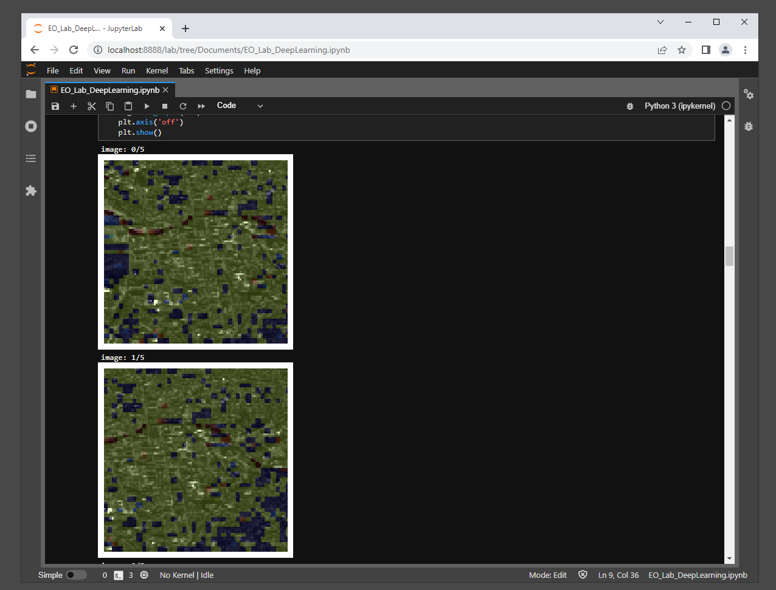 EO_Lab_DeepL... - JupyterLab
localhost:8888/lab/tree/Documents/EO_Lab_DeepLearning.ipynb
File Edit View Run Kernel Tabs Settings Help
EO_Lab_DeepLearning.ipynb
Code Python 3 (ipykernel)
plt.axis('off')
plt.show()
image: 0/5
image: 1/5
Simple 0 3 No Kernel | Idle Mode: Edit Ln 9, Col 36 EO_Lab_DeepLearning.ipynb